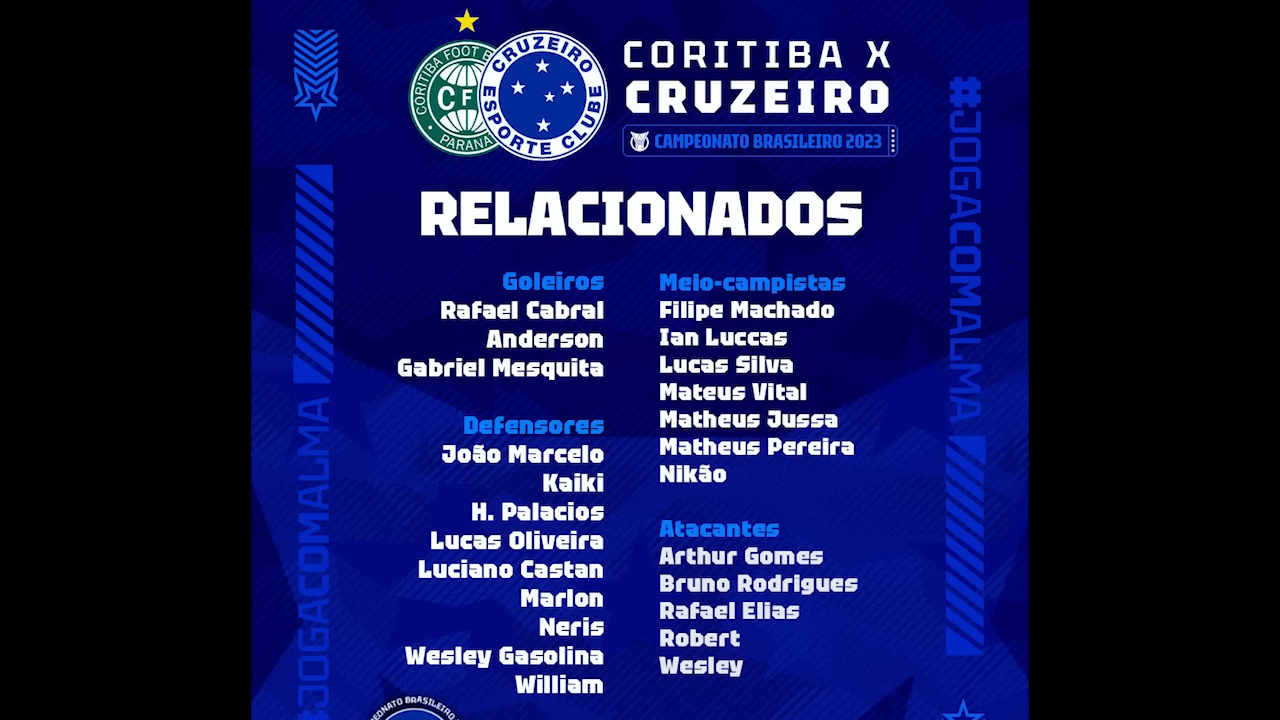 CORITIBA FOOT B
CF
PARANÁ
CRUZEIRO
ESPORTE CLUBE
CORITIBA X
CRUZEIRO
CAMPEONATO BRASILEIRO 2023
RELACIONADOS
Goleiros
Rafael Cabral
Anderson
Gabriel Mesquita
Defensores
João Marcelo
Kaiki
H. Palacios
Lucas Oliveira
Luciano Castan
Marlon
Neris
Wesley Gasolina
William
Meio-campistas
Filipe Machado
Ian Luccas
Lucas Silva
Mateus Vital
Matheus Jussa
Matheus Pereira
Nikão
Atacantes
Arthur Gomes
Bruno Rodrigues
Rafael Elias
Robert
Wesley
#JOGACOMALMA
#JOGACOMALMA
BRASILEIRO